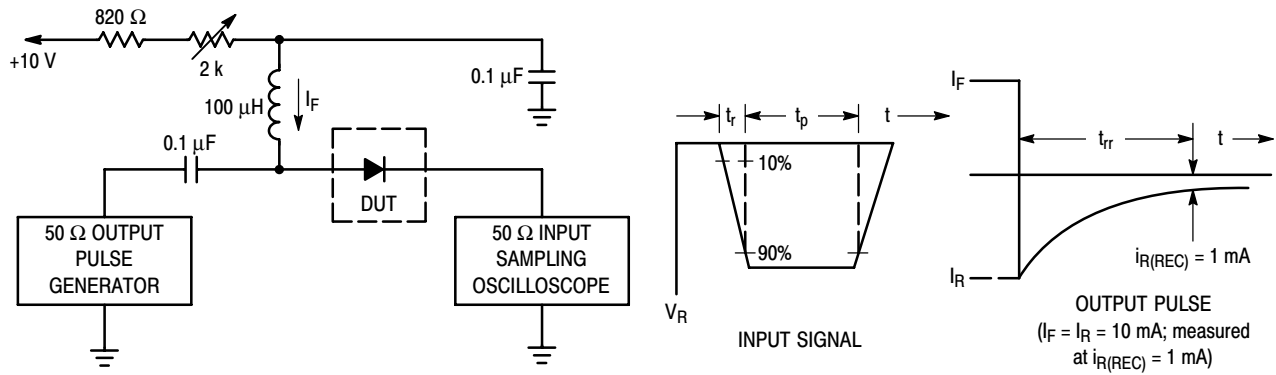 820 Ω
+10 V
2 k
100 μH
I_F
0.1 μF
0.1 μF
DUT
50 Ω OUTPUT
PULSE
GENERATOR
50 Ω INPUT
SAMPLING
OSCILLOSCOPE
t_r
t_p
t
10%
90%
V_R
INPUT SIGNAL
I_F
t_rr
t
i_R(REC) = 1 mA
I_R
OUTPUT PULSE
(I_F = I_R = 10 mA; measured
at i_R(REC) = 1 mA)